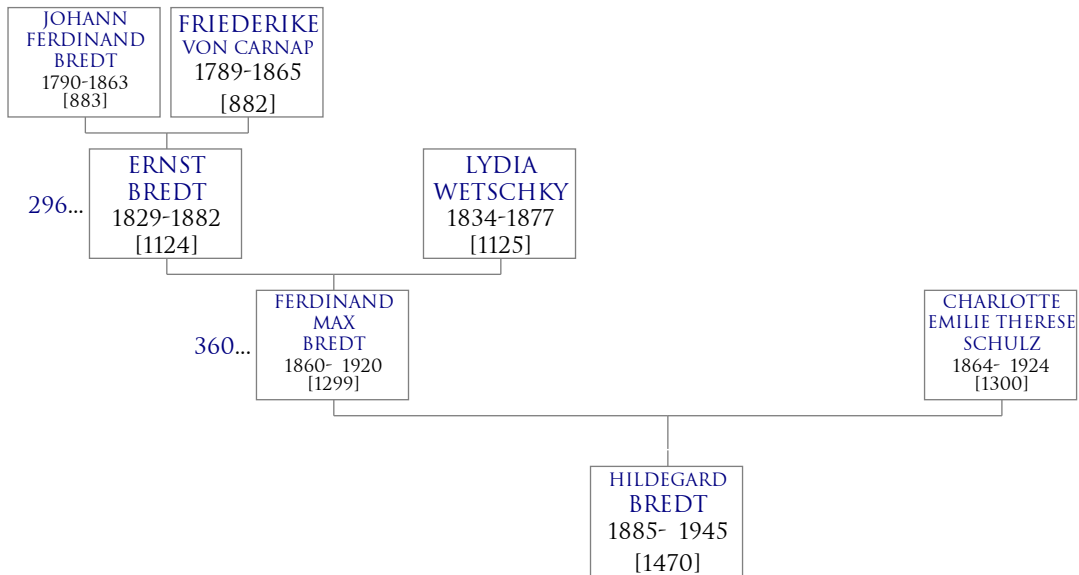 JOHANN
FERDINAND
BREDT
1790-1863
[883]
FRIEDERIKE
VON CARNAP
1789-1865
[882]
296...
ERNST
BREDT
1829-1882
[1124]
LYDIA
WETSCHKY
1834-1877
[1125]
360...
FERDINAND
MAX
BREDT
1860- 1920
[1299]
CHARLOTTE
EMILIE THERESE
SCHULZ
1864- 1924
[1300]
HILDEGARD
BREDT
1885- 1945
[1470]